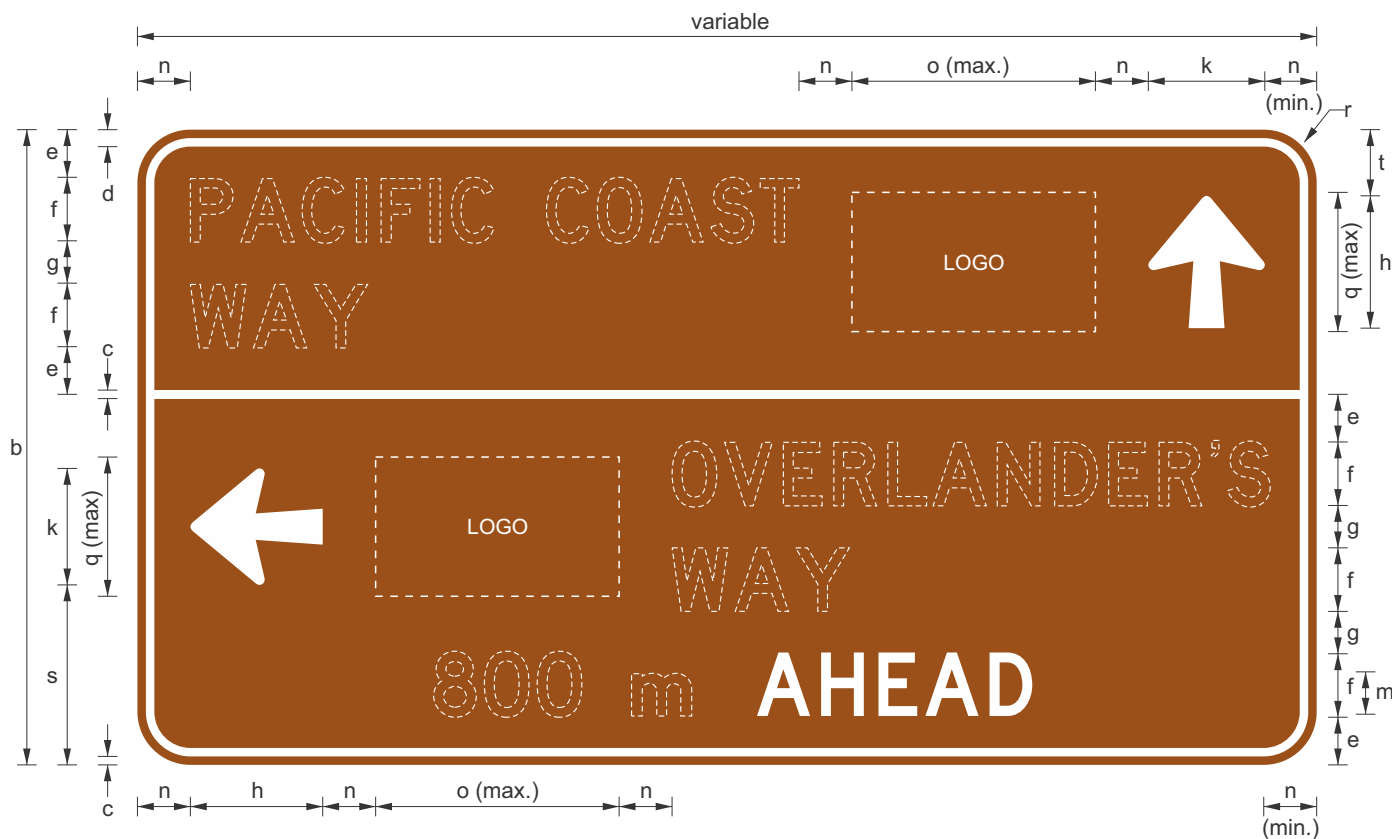 variable
n
n
o (max.)
n
k
n
(min.)
r
e
d
t
f
PACIFIC COAST
g
LOGO
q (max)
h
f
WAY
c
e
b
e
OVERLANDER'S
f
k
q (max)
LOGO
g
WAY
f
g
s
800 m AHEAD
f
m
e
c
n
h
n
o (max.)
n
n
(min.)